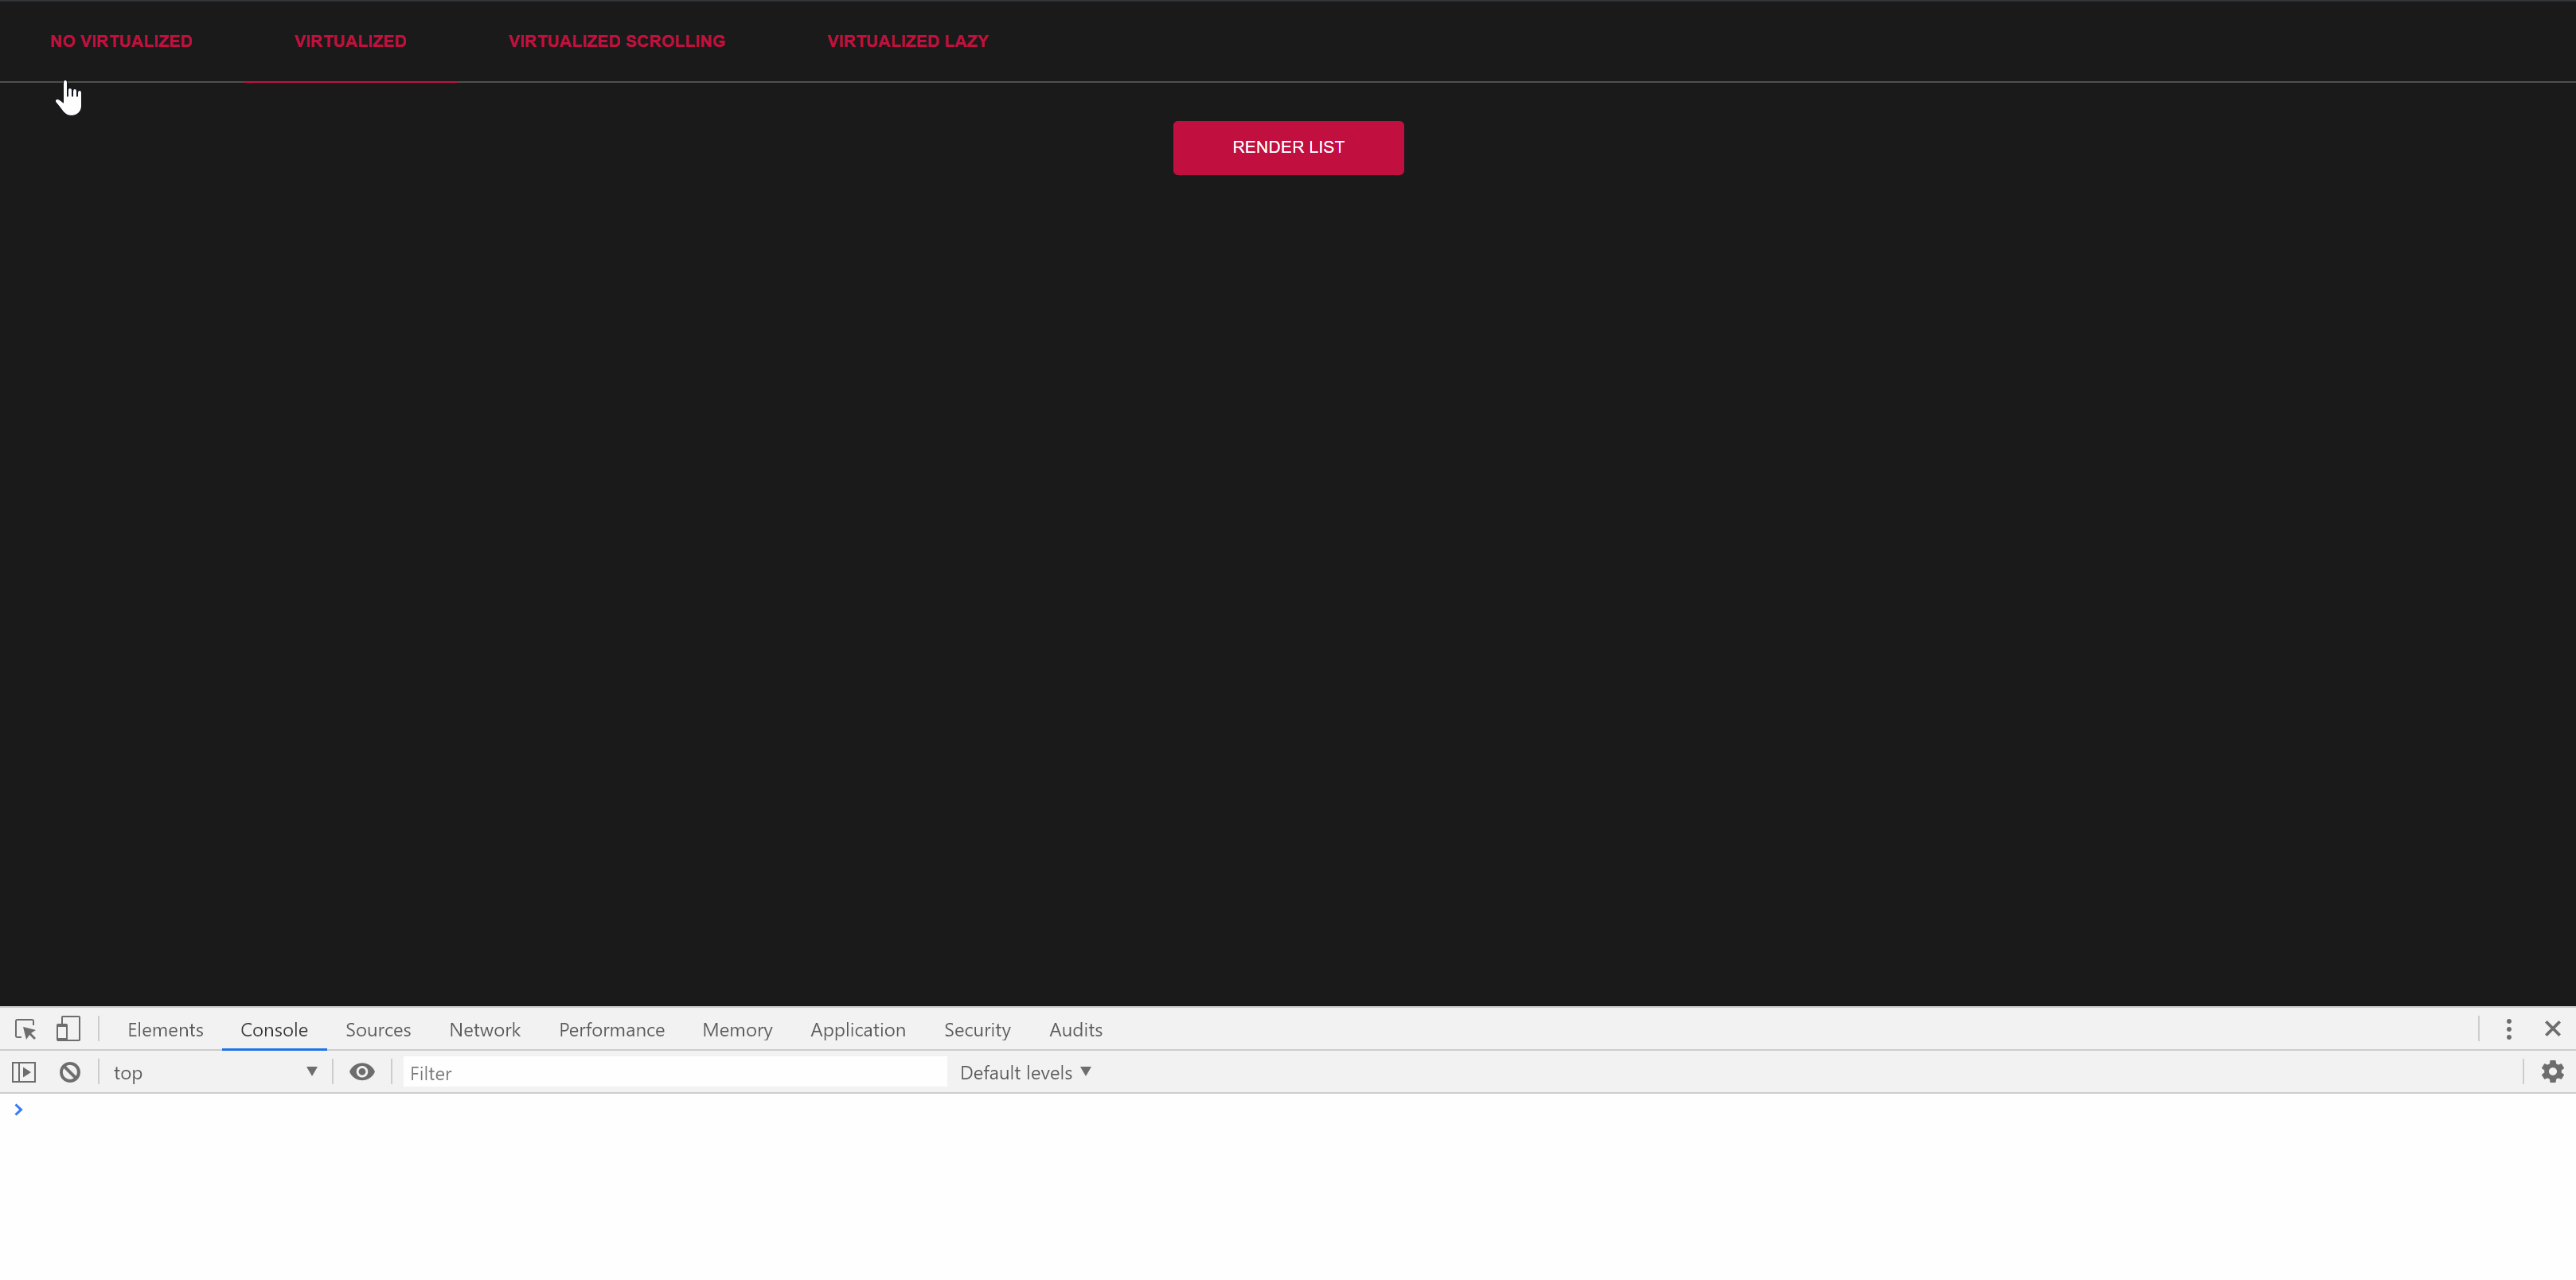 NO VIRTUALIZED VIRTUALIZED VIRTUALIZED SCROLLING VIRTUALIZED LAZY
RENDER LIST
Elements Console Sources Network Performance Memory Application Security Audits
top Filter Default levels